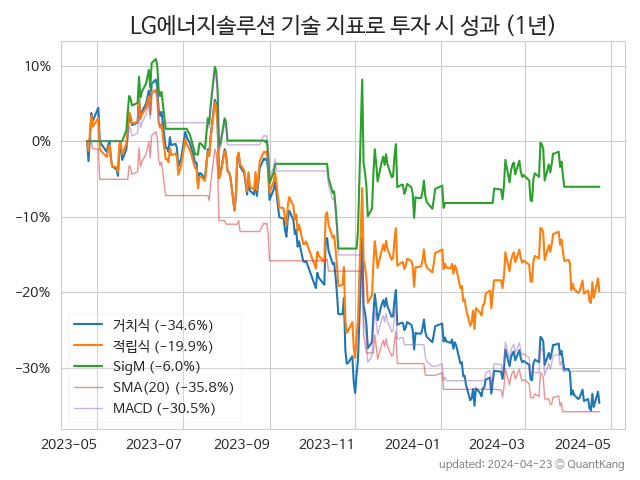 LG에너지솔루션 기술 지표로 투자 시 성과 (1년)
10%
0%
−10%
−20%
−30%
거치식 (−34.6%)
적립식 (−19.9%)
SigM (−6.0%)
SMA(20) (−35.8%)
MACD (−30.5%)
2023-05 2023-07 2023-09 2023-11 2024-01 2024-03 2024-05
updated: 2024-04-23 © QuantKang